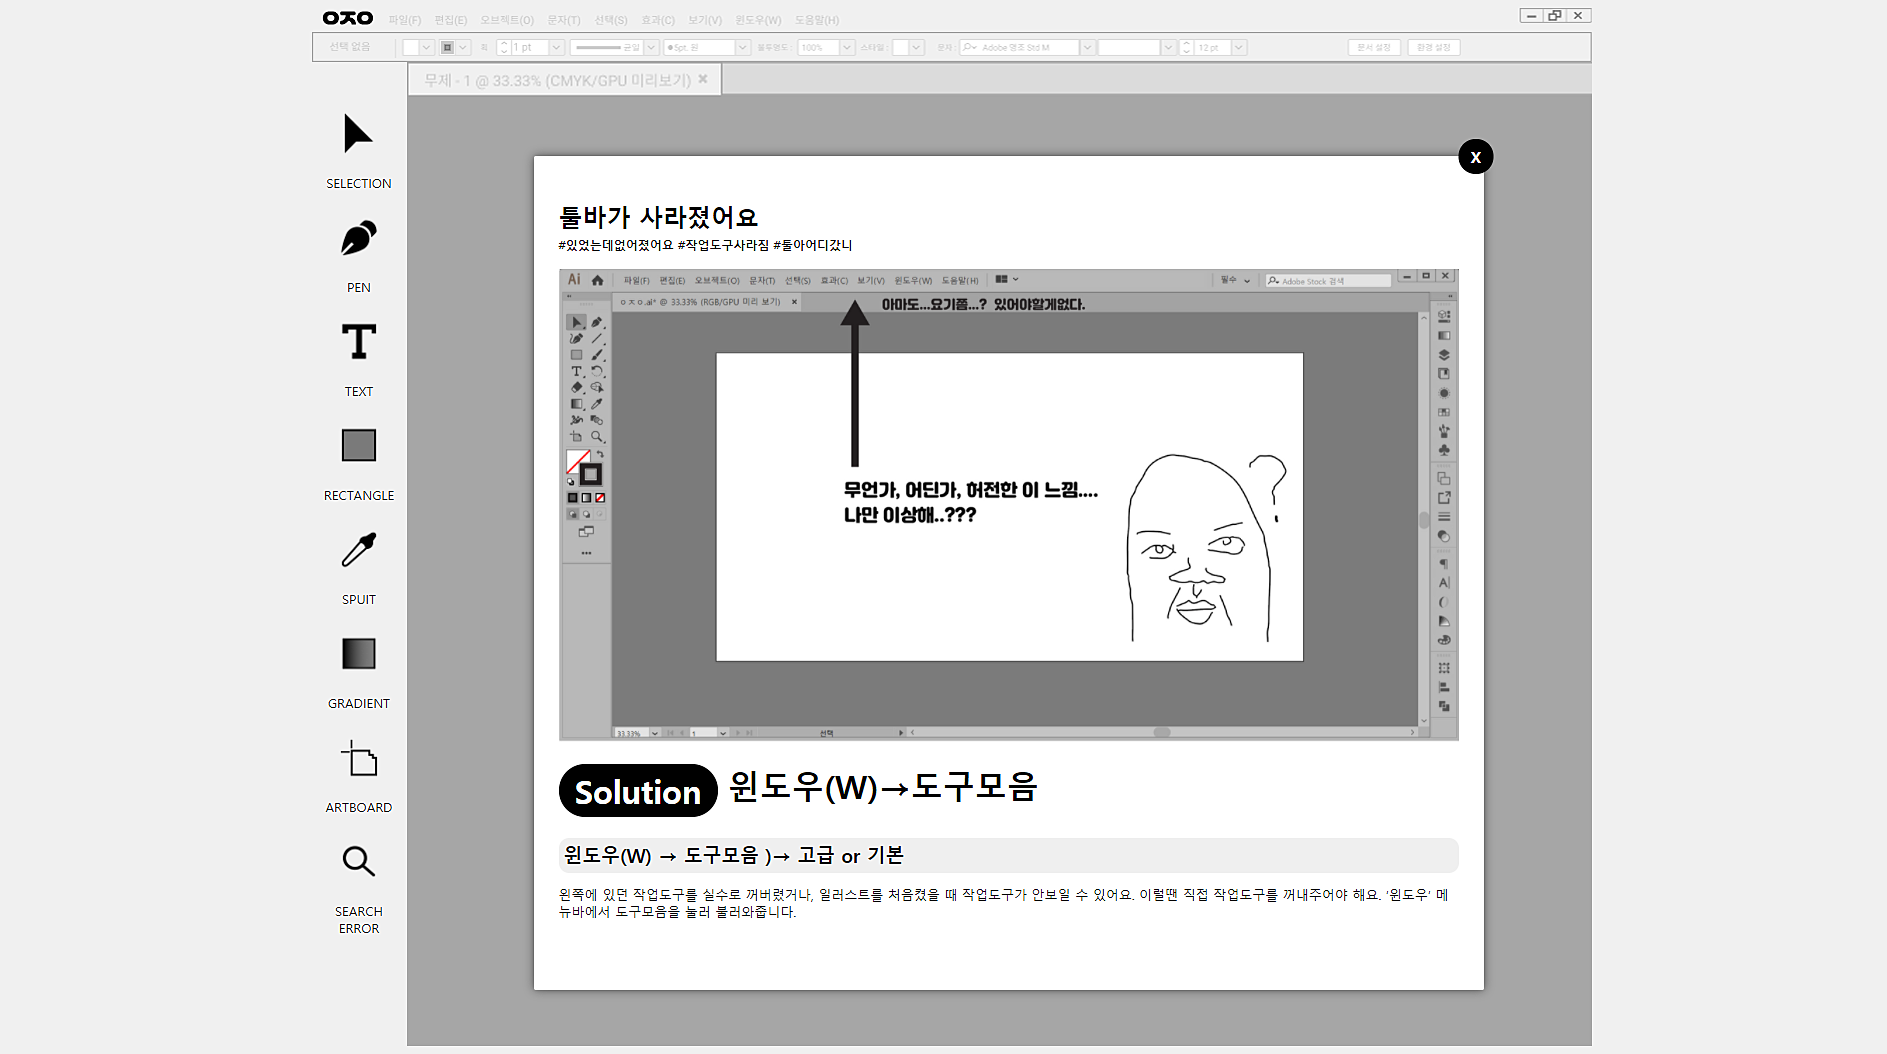 ㅇㅈㅇ 파일(F) 편집(E) 오브젝트(O) 문자(T) 선택(S) 효과(C) 보기(V) 윈도우(W) 도움말(H)
선택 없음 획 1 pt 균일 5pt. 원 불투명도: 100% 스타일: 문자: Adobe 명조 Std M 12 pt 문서 설정 환경 설정
무제 - 1 @ 33.33% (CMYK/GPU 미리보기) ×
SELECTION
PEN
TEXT
RECTANGLE
SPUIT
GRADIENT
ARTBOARD
SEARCH
ERROR
X
툴바가 사라졌어요
#있었는데없어졌어요 #작업도구사라짐 #툴아어디갔니
Ai 파일(F) 편집(E) 오브젝트(O) 문자(T) 선택(S) 효과(C) 보기(V) 윈도우(W) 도움말(H) 필수 Adobe Stock 검색
ㅇㅈㅇ.ai* @ 33.33% (RGB/GPU 미리 보기) ×
아마도...요기쯤...? 있어야할게없다.
무언가, 어딘가, 허전한 이 느낌....
나만 이상해..???
33.33% 1 선택
Solution 윈도우(W)→도구모음
윈도우(W) → 도구모음 )→ 고급 or 기본
왼쪽에 있던 작업도구를 실수로 꺼버렸거나, 일러스트를 처음켰을 때 작업도구가 안보일 수 있어요. 이럴땐 직접 작업도구를 꺼내주어야 해요. '윈도우' 메
뉴바에서 도구모음을 눌러 불러와줍니다.